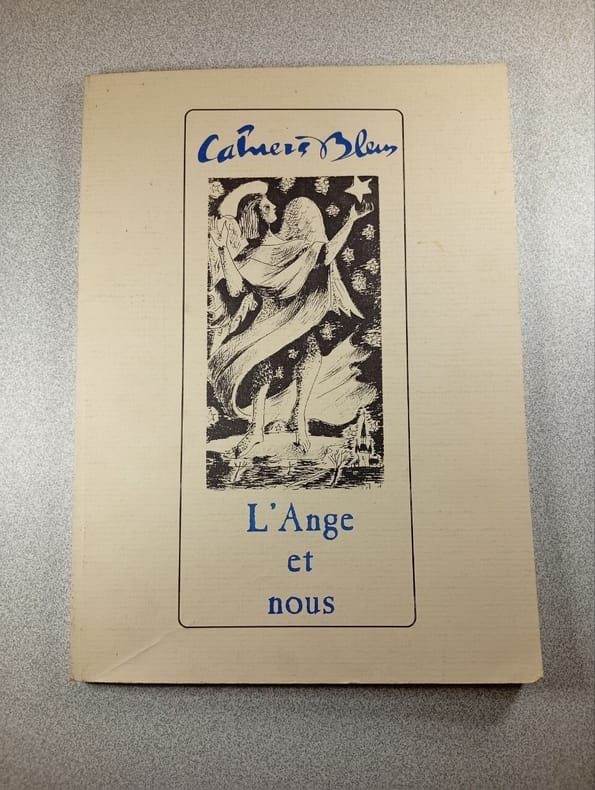 Cahiers Bleus
L'Ange
et
nous